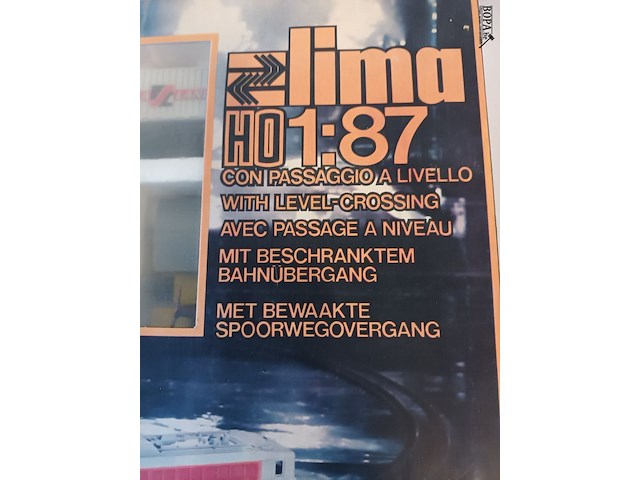 lima
HO 1:87
CON PASSAGGIO A LIVELLO
WITH LEVEL-CROSSING
AVEC PASSAGE A NIVEAU
MIT BESCHRANKTEM
BAHNÜBERGANG
MET BEWAAKTE
SPOORWEGOVERGANG
BOPA